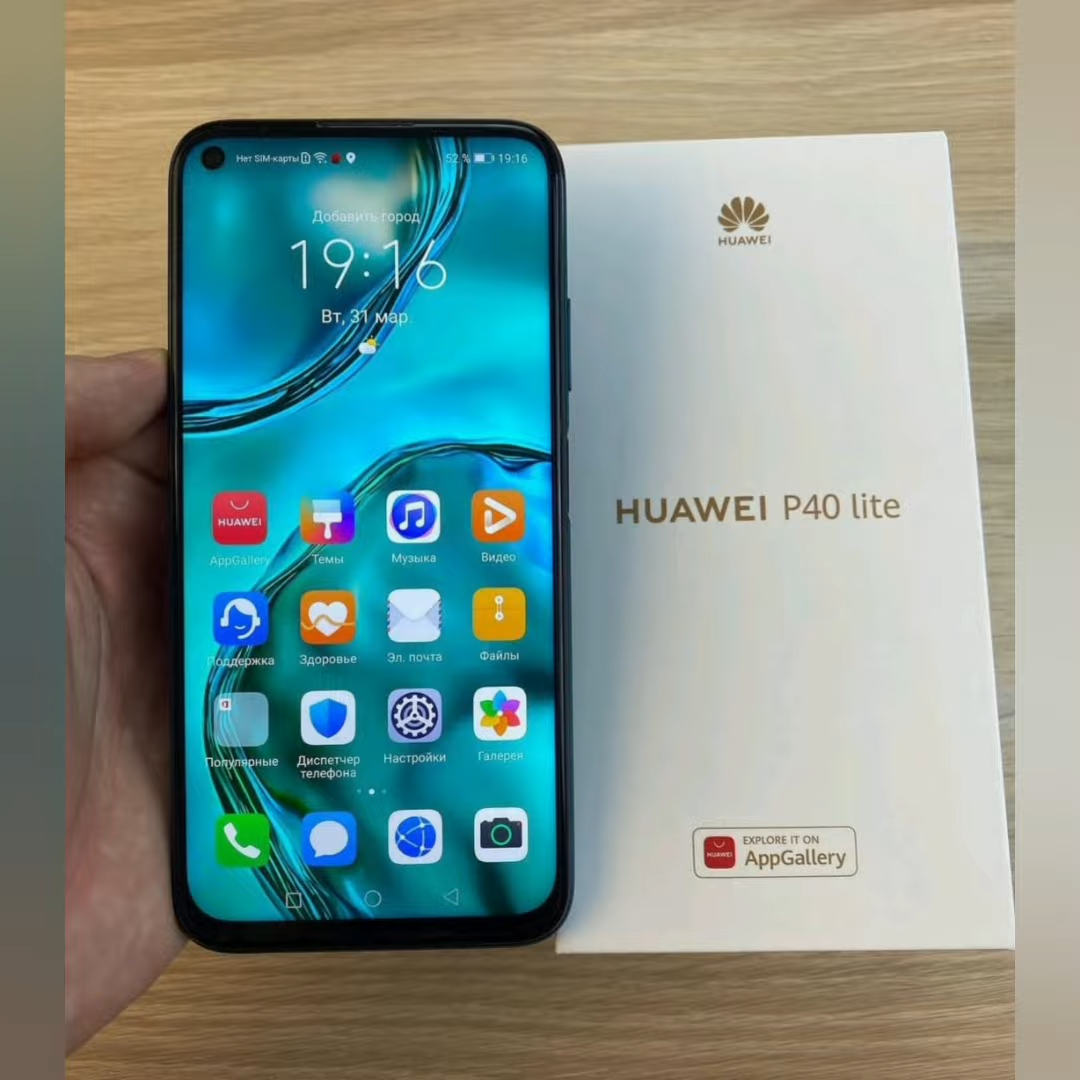 Нет SIM-карты
52 % 19:16
Добавить город
19:16
Вт, 31 мар.
HUAWEI
AppGallery Темы Музыка Видео
Поддержка Здоровье Эл. почта Файлы
Популярные Диспетчер телефона Настройки Галерея
HUAWEI
HUAWEI P40 lite
HUAWEI
EXPLORE IT ON
AppGallery